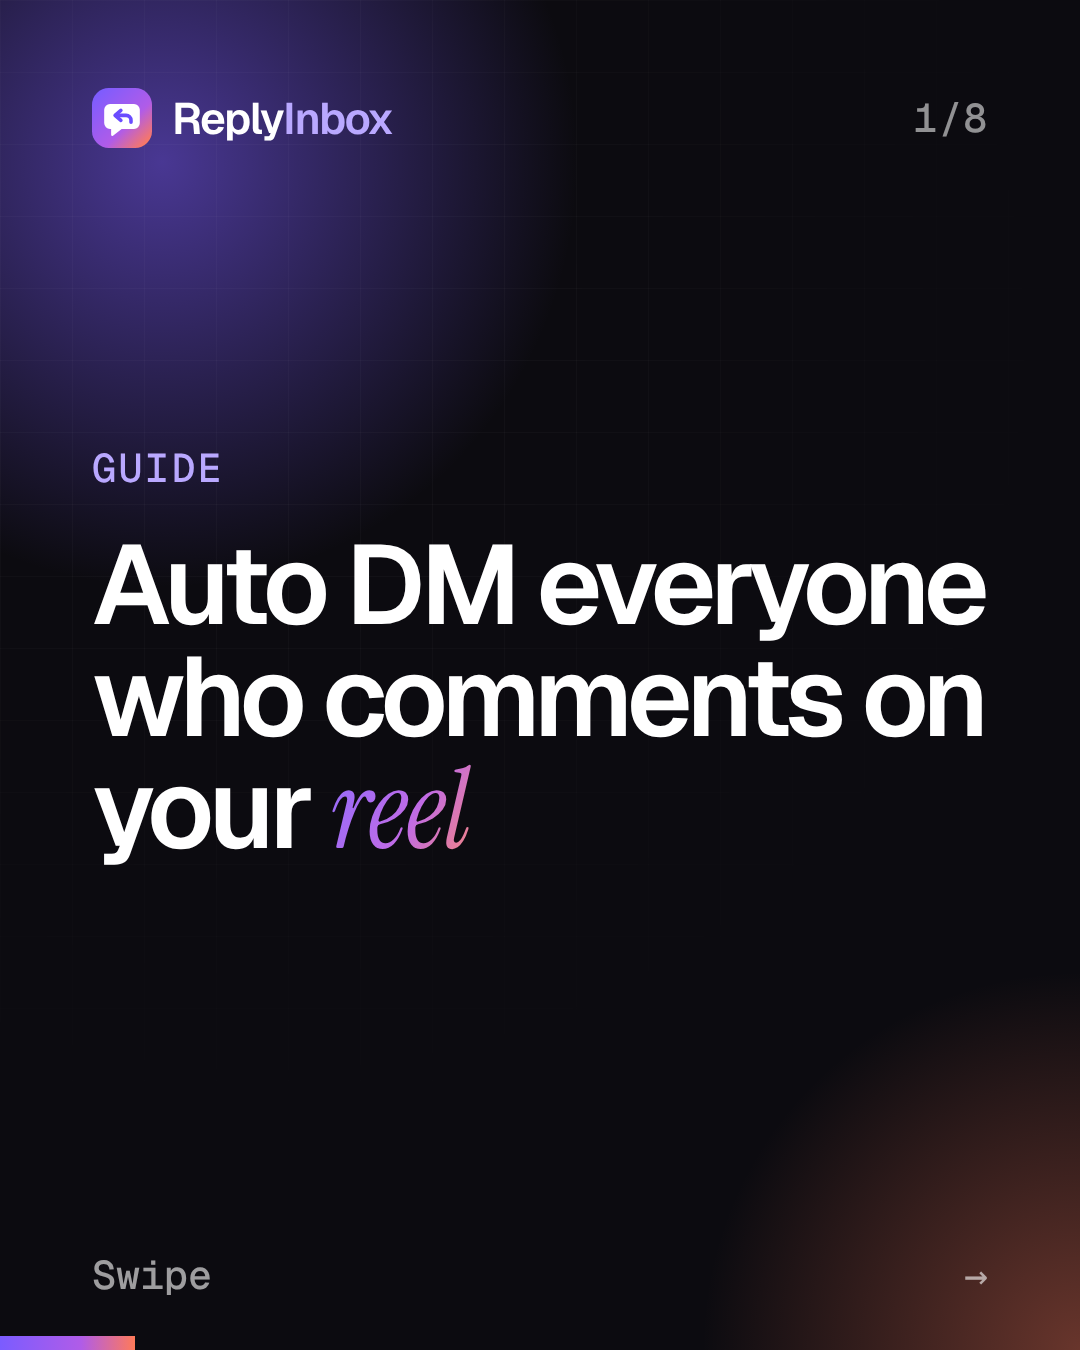 ReplyInbox
1/8
GUIDE
Auto DM everyone
who comments on
your reel
Swipe
→